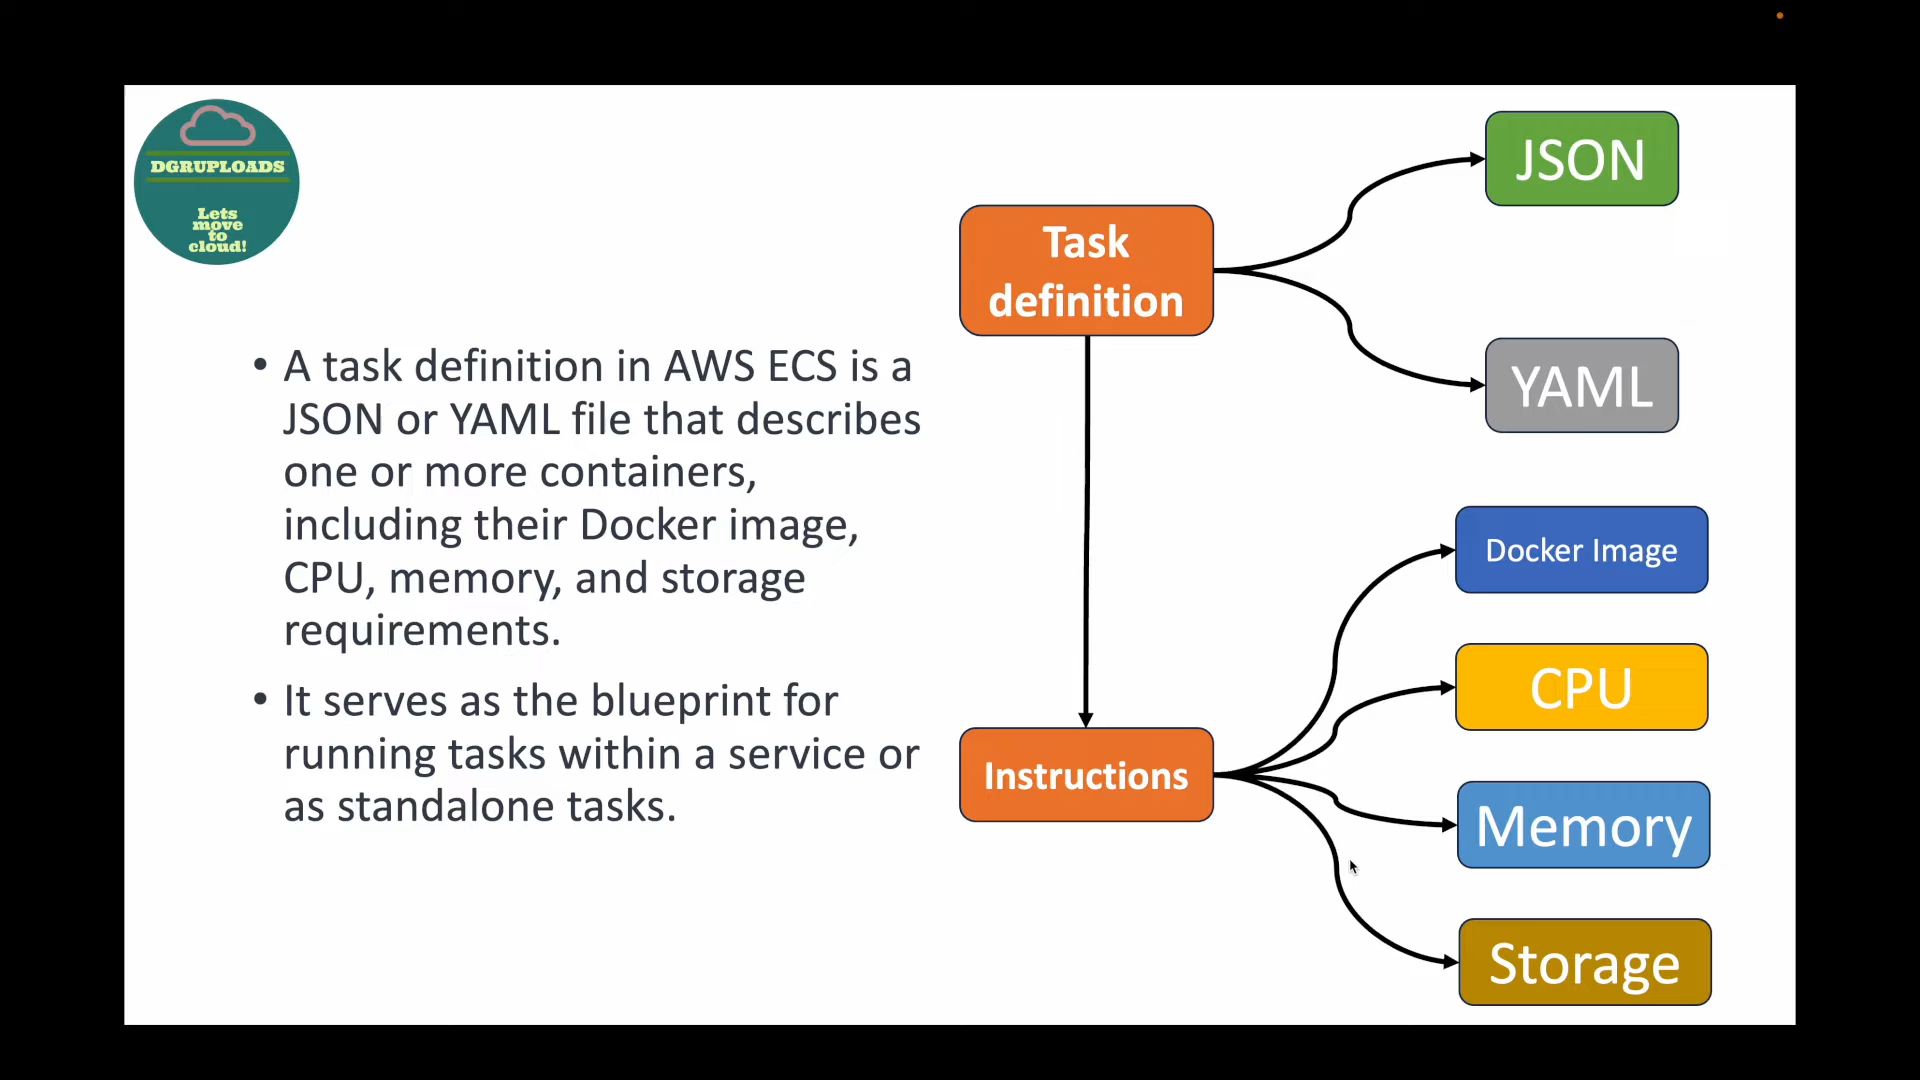 DGRUPLOADS
Lets
move
to
cloud!
• A task definition in AWS ECS is a
JSON or YAML file that describes
one or more containers,
including their Docker image,
CPU, memory, and storage
requirements.
• It serves as the blueprint for
running tasks within a service or
as standalone tasks.
Task
definition
JSON
YAML
Instructions
Docker Image
CPU
Memory
Storage